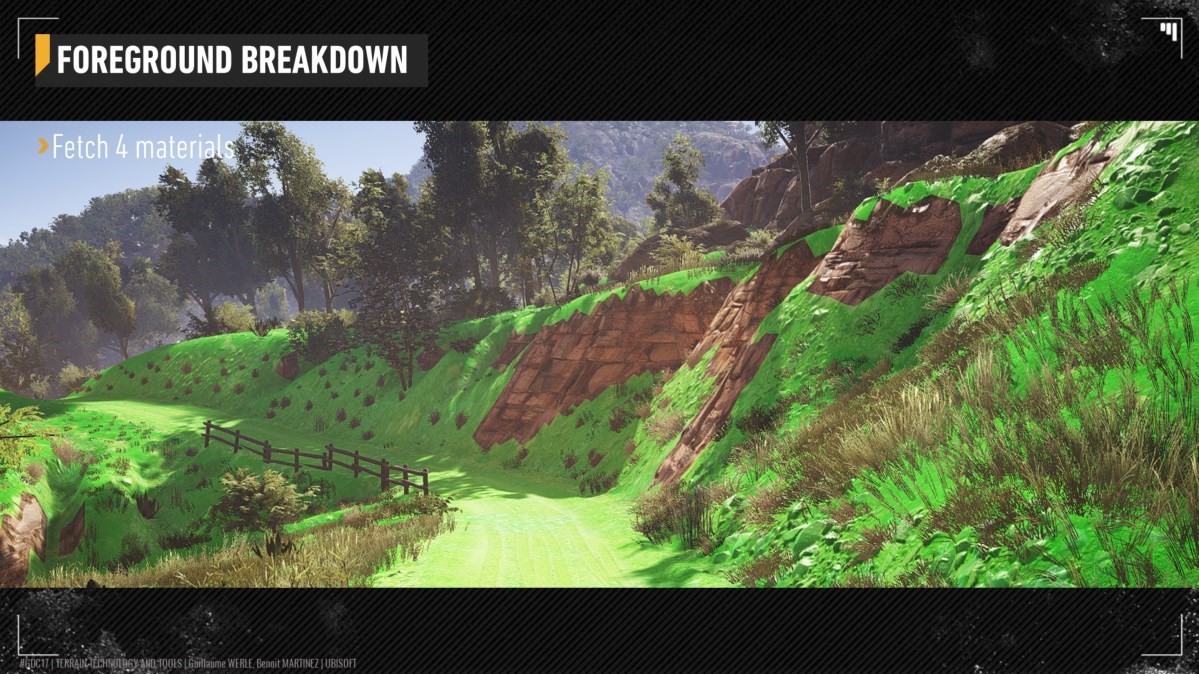 FOREGROUND BREAKDOWN
Fetch 4 materials
#GDC17 | TERRAIN TECHNOLOGY AND TOOLS | Guillaume WERLE, Benoit MARTINEZ | UBISOFT